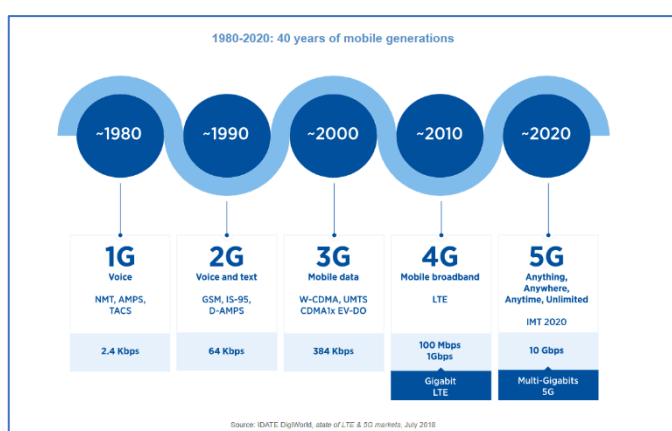 1980-2020: 40 years of mobile generations
~1980
~1990
~2000
~2010
~2020
1G
Voice
NMT, AMPS,
TACS
2.4 Kbps
2G
Voice and text
GSM, IS-95,
D-AMPS
64 Kbps
3G
Mobile data
W-CDMA, UMTS
CDMA1x EV-DO
384 Kbps
4G
Mobile broadband
LTE
100 Mbps
1Gbps
Gigabit
LTE
5G
Anything,
Anywhere,
Anytime, Unlimited
IMT 2020
10 Gbps
Multi-Gigabits
5G
Source: IDATE DigiWorld, state of LTE & 5G markets, July 2018